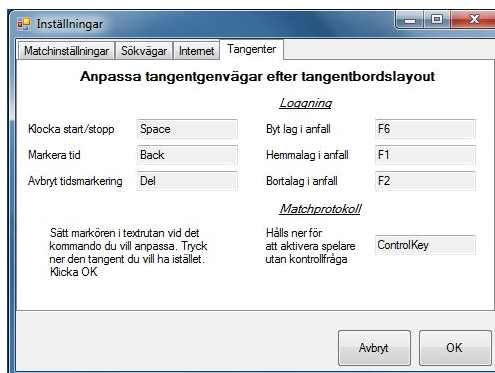 Inställningar
Matchinställningar Sökvägar Internet Tangenter
Anpassa tangentgenvägar efter tangentbordslayout
Loggning
Klocka start/stopp Space Byt lag i anfall F6
Markera tid Back Hemmalag i anfall F1
Avbryt tidsmarkering Del Bortalag i anfall F2
Matchprotokoll
Sätt markören i textrutan vid det
kommando du vill anpassa. Tryck
ner den tangent du vill ha istället.
Klicka OK
Hålls ner för
att aktivera spelare
utan kontrollfråga
ControlKey
Avbryt OK